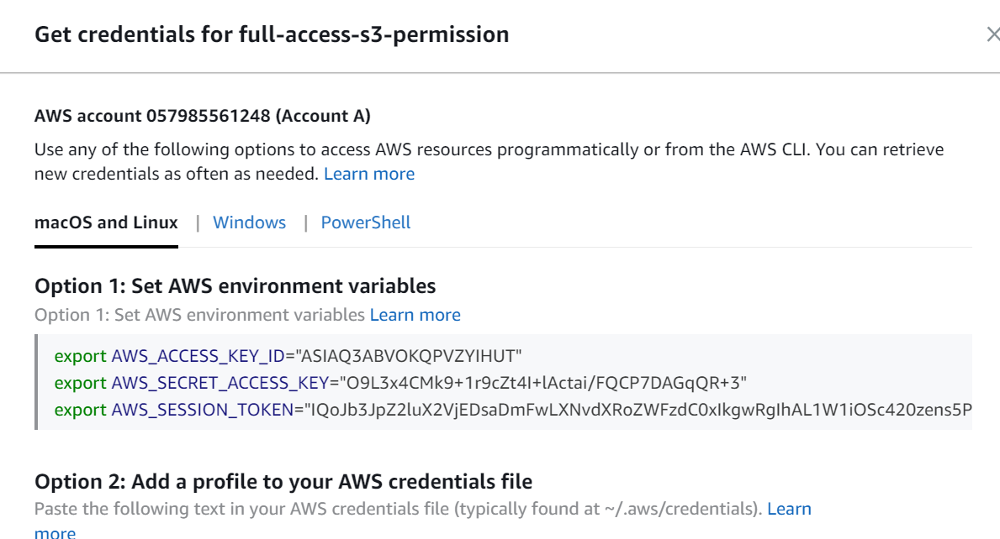 Get credentials for full-access-s3-permission
AWS account 057985561248 (Account A)
Use any of the following options to access AWS resources programmatically or from the AWS CLI. You can retrieve
new credentials as often as needed. Learn more
macOS and Linux | Windows | PowerShell
Option 1: Set AWS environment variables
Option 1: Set AWS environment variables Learn more
export AWS_ACCESS_KEY_ID="ASIAQ3ABVOKQPVZYIHUT"
export AWS_SECRET_ACCESS_KEY="O9L3x4CMk9+1r9cZt4I+lActai/FQCP7DAGqQR+3"
export AWS_SESSION_TOKEN="IQoJb3JpZ2luX2VjEDsaDmFwLXNvdXRoZWFzdC0xIkgwRgIhAL1W1iOSc420zens5P
Option 2: Add a profile to your AWS credentials file
Paste the following text in your AWS credentials file (typically found at ~/.aws/credentials). Learn
more